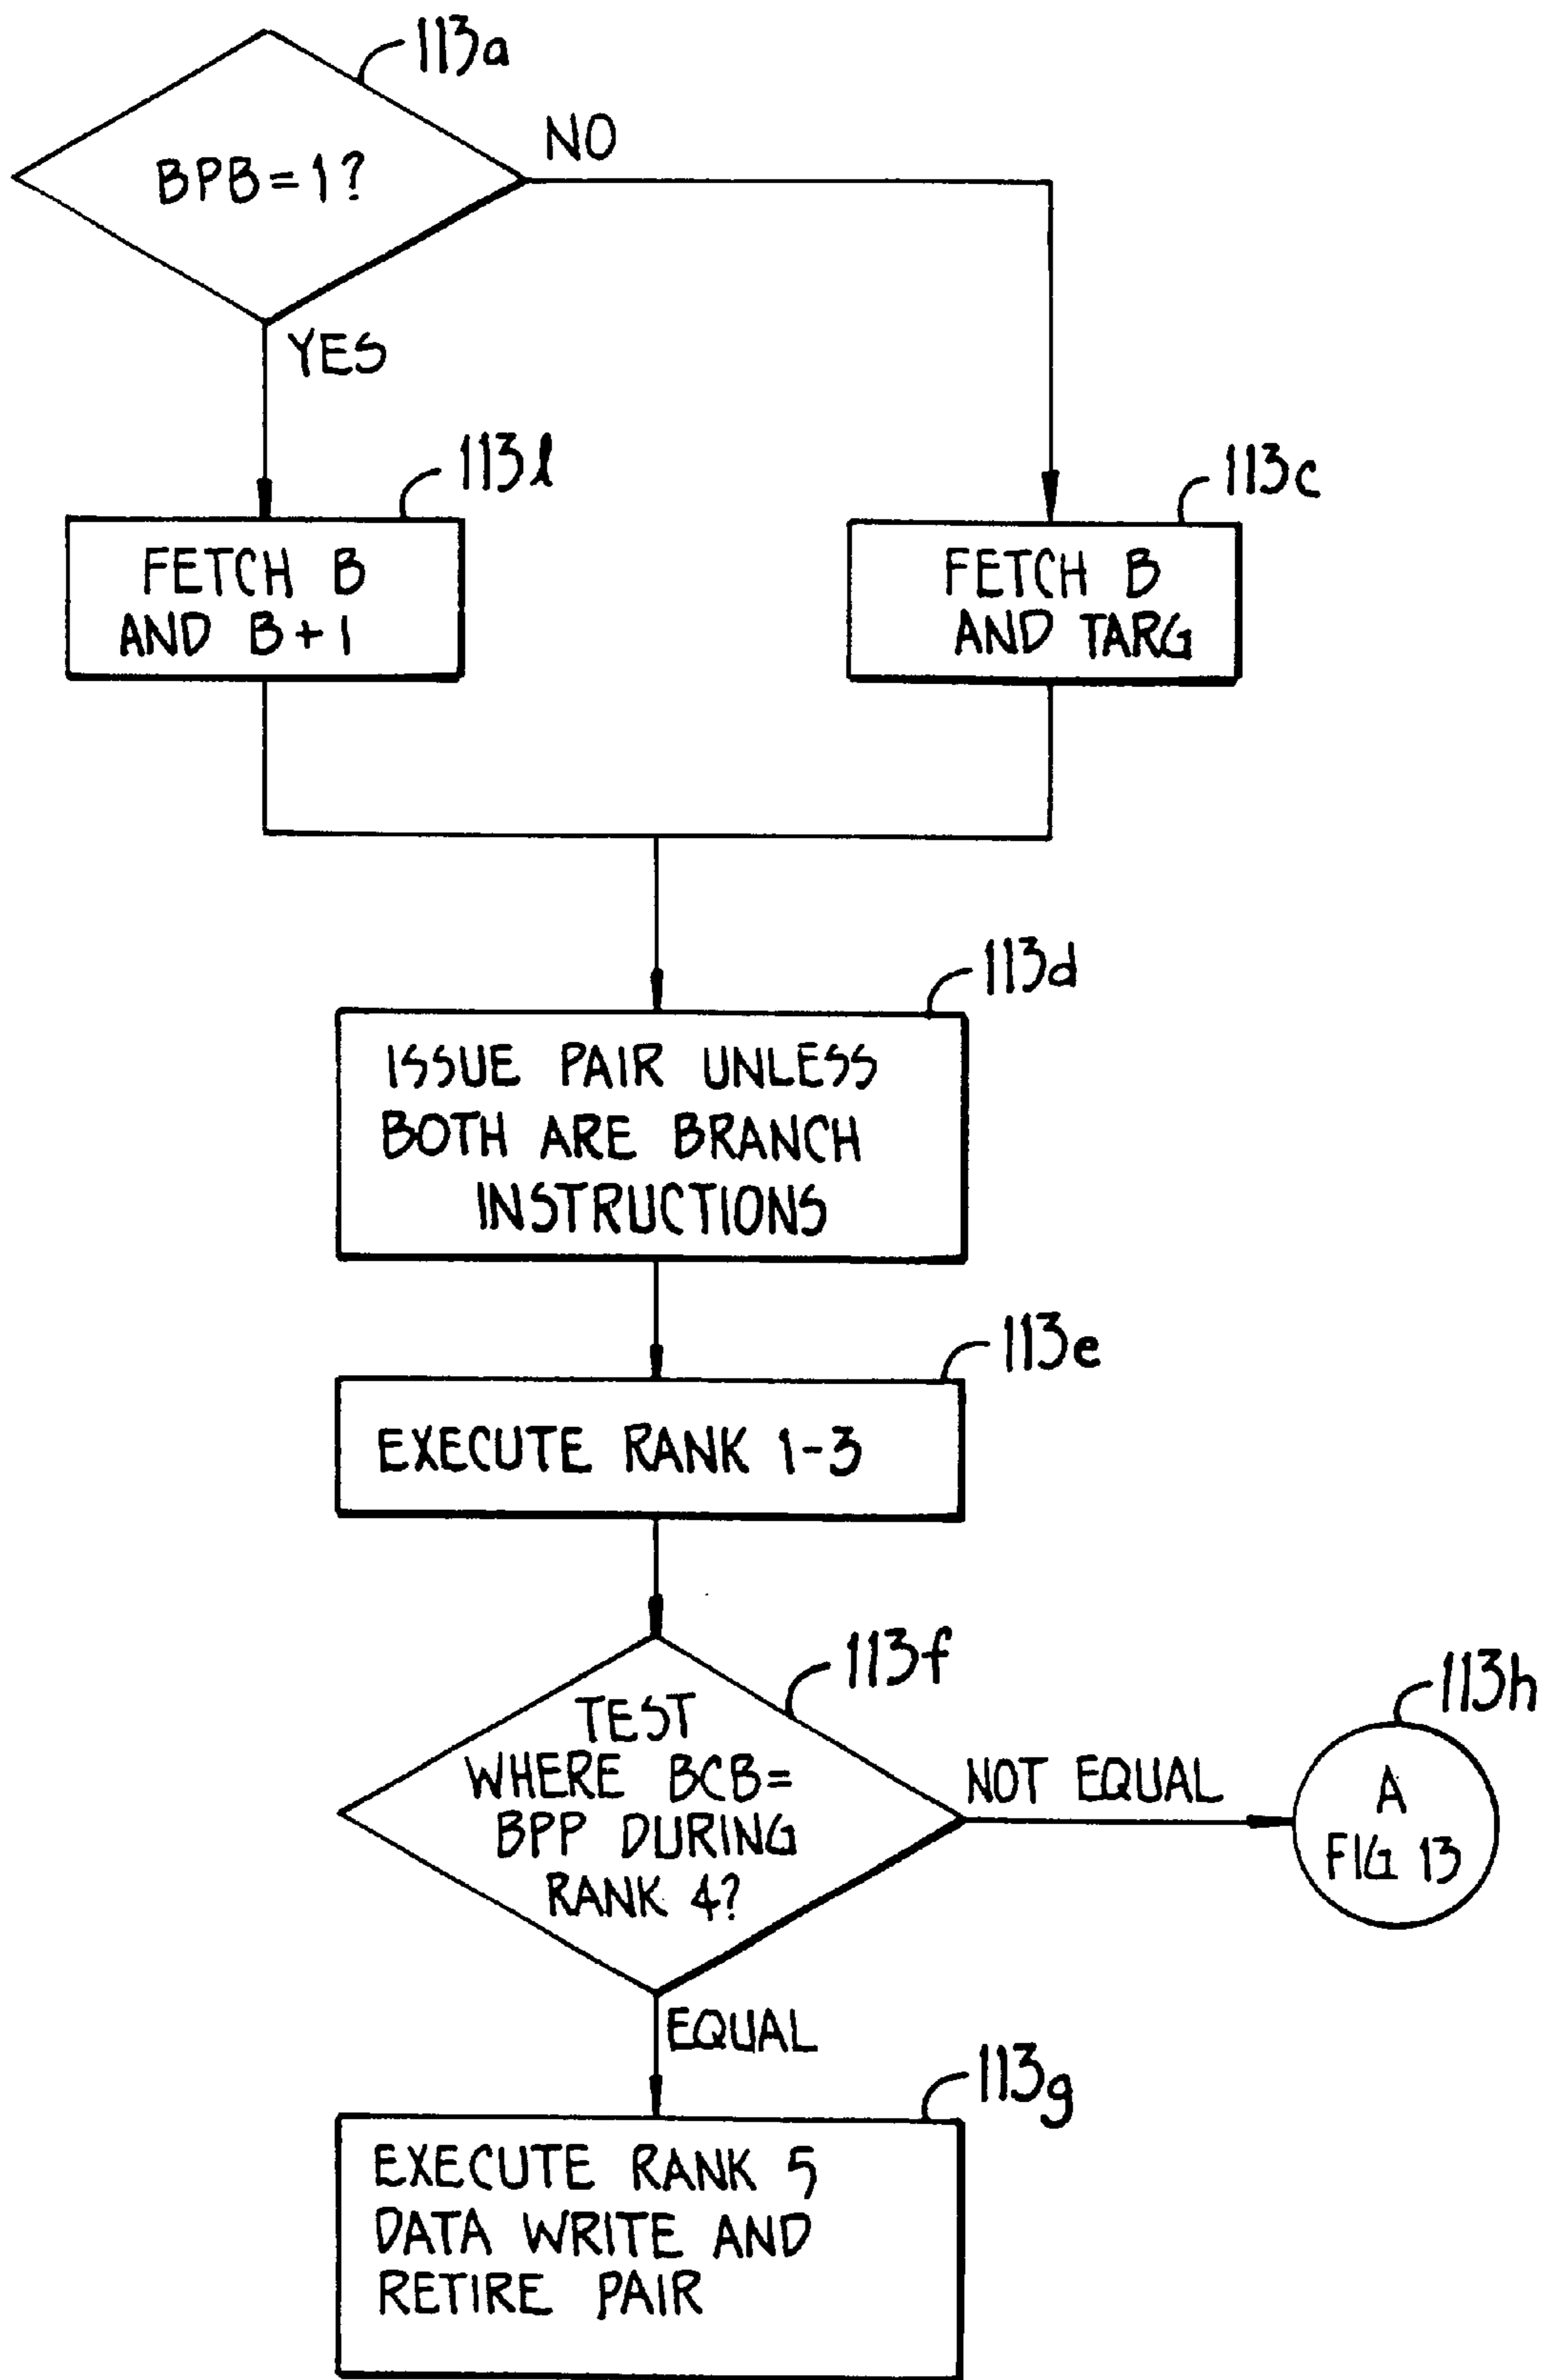 113a
BPB=1?
NO
YES
113l
113c
FETCH B
AND B+1
FETCH B
AND TARG
113d
ISSUE PAIR UNLESS
BOTH ARE BRANCH
INSTRUCTIONS
113e
EXECUTE RANK 1-3
113f
TEST
WHERE BCB=
BPP DURING
RANK 4?
NOT EQUAL
113h
A
FIG 13
EQUAL
113g
EXECUTE RANK 5
DATA WRITE AND
RETIRE PAIR